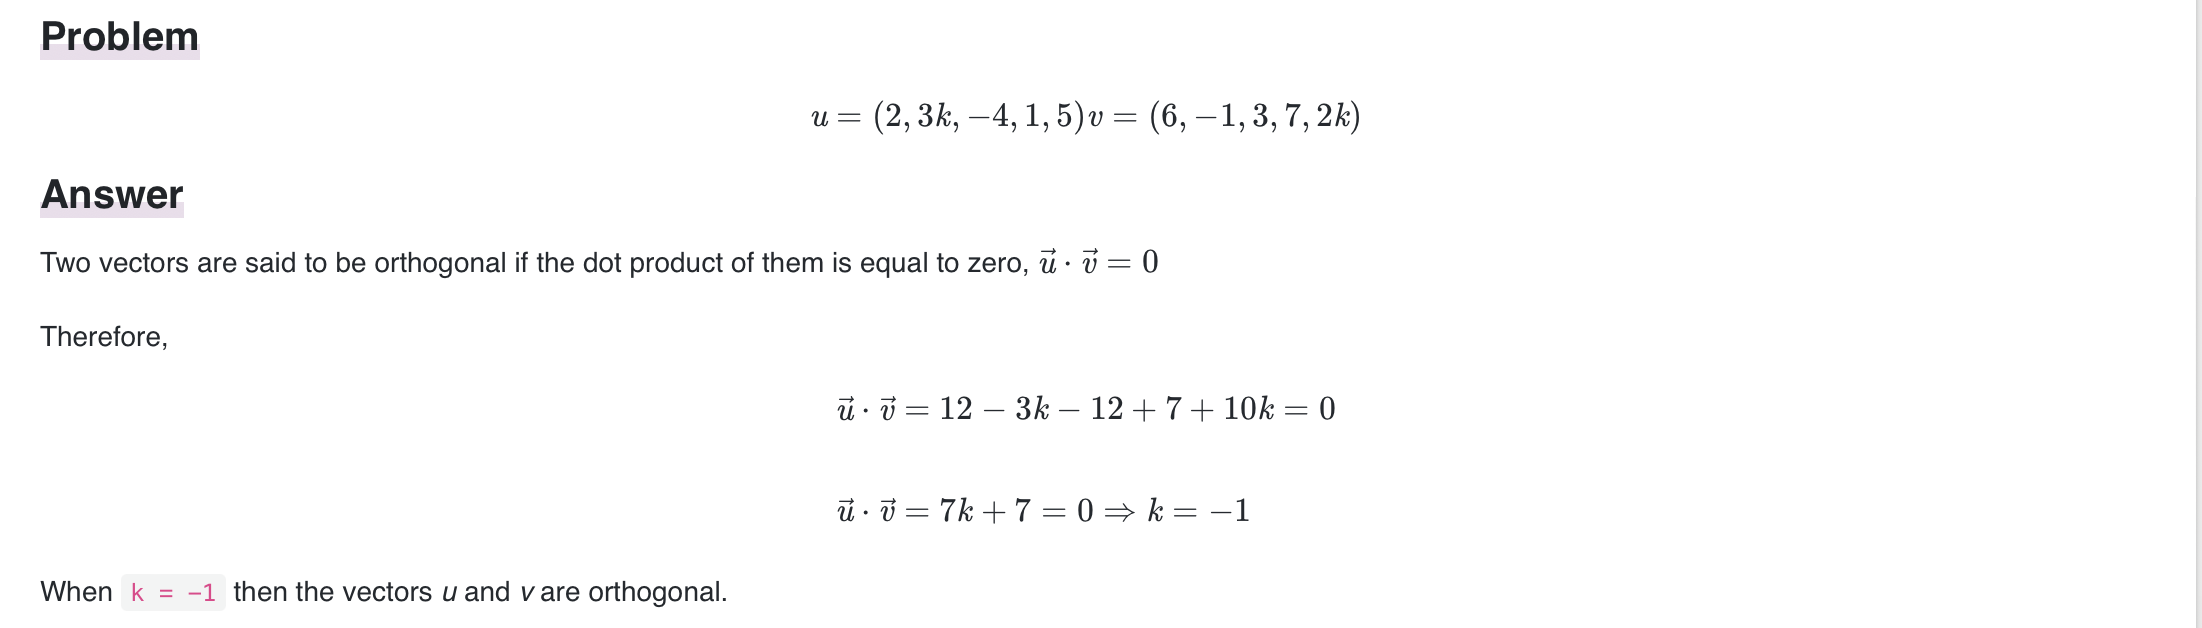 Problem
u = (2, 3k, −4, 1, 5)v = (6, −1, 3, 7, 2k)
Answer
Two vectors are said to be orthogonal if the dot product of them is equal to zero, u⃗ · v⃗ = 0
Therefore,
u⃗ · v⃗ = 12 − 3k − 12 + 7 + 10k = 0
u⃗ · v⃗ = 7k + 7 = 0 ⇒ k = −1
When k = −1 then the vectors u and v are orthogonal.